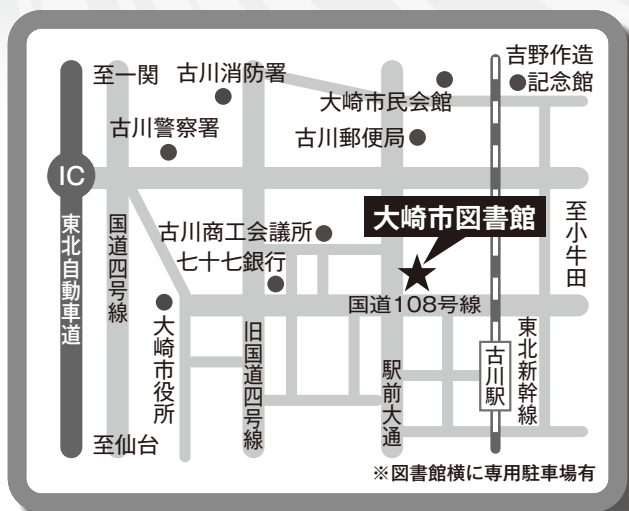 至一関
古川消防署
吉野作造
記念館
大崎市民会館
古川警察署
古川郵便局
IC
大崎市図書館
東北自動車道
国道四号線
古川商工会議所
七十七銀行
至小牛田
国道108号線
大崎市役所
旧国道四号線
駅前大通
古川駅
東北新幹線
至仙台
※図書館横に専用駐車場有